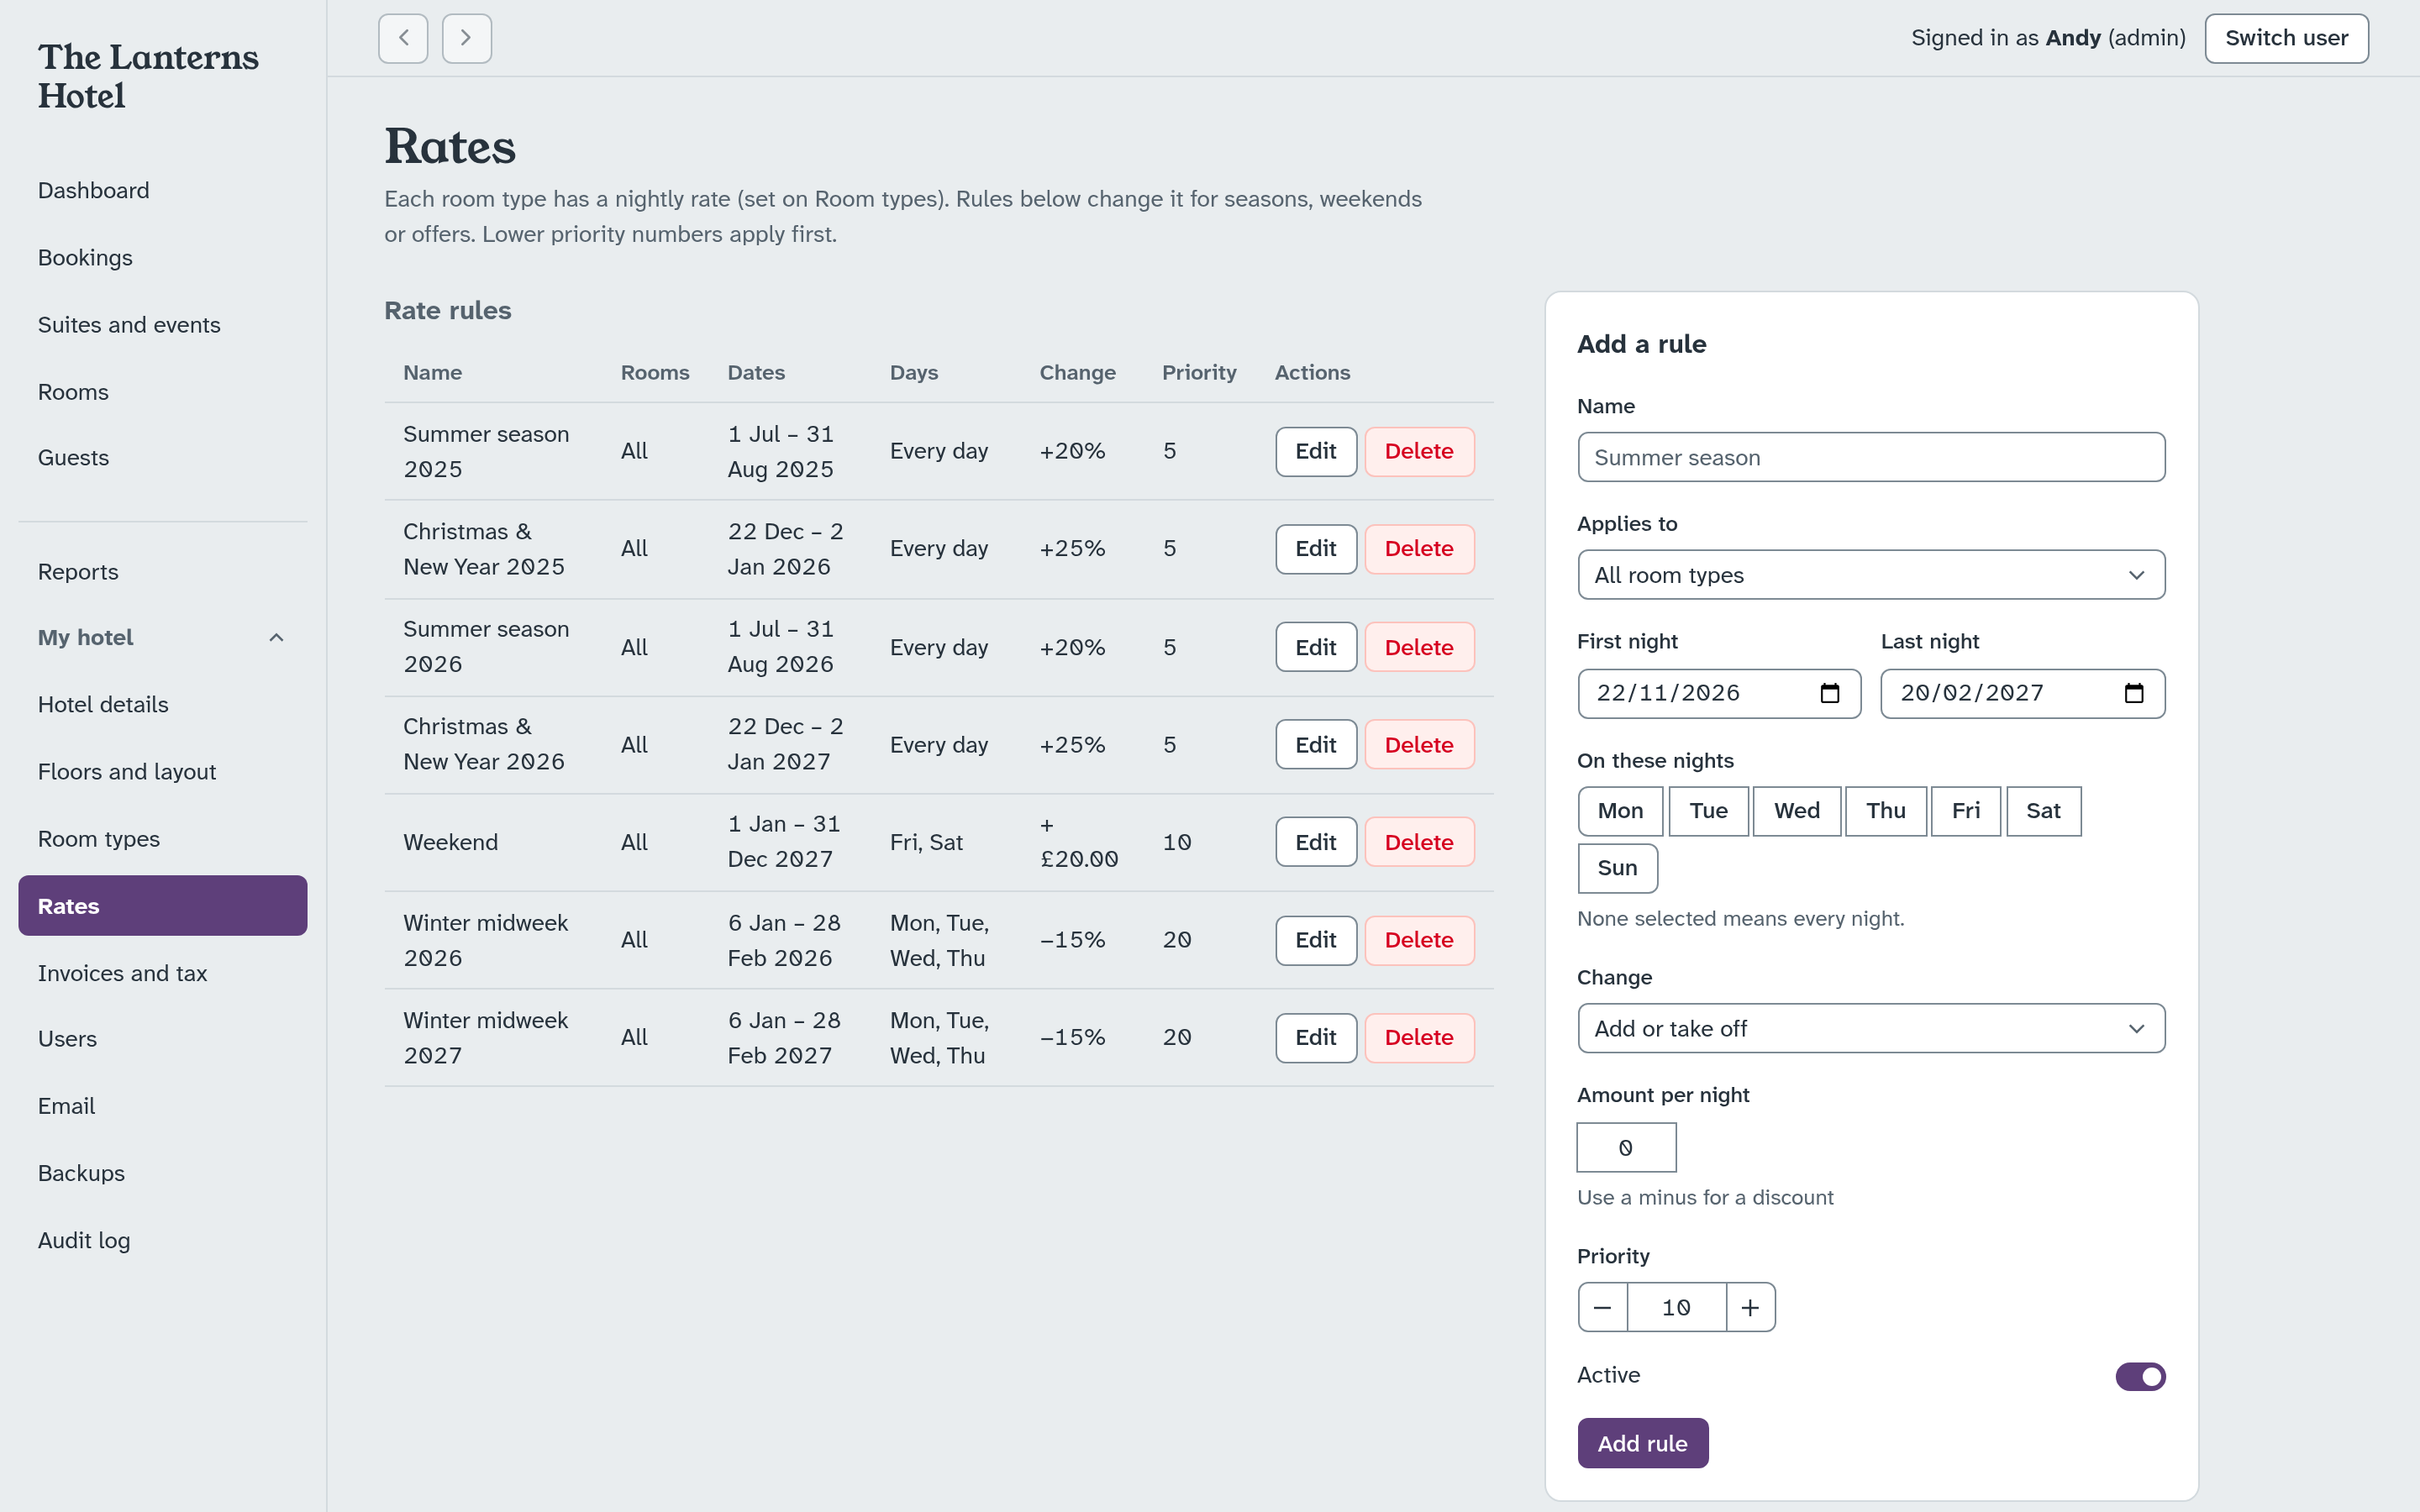 The Lanterns
Hotel
Dashboard
Bookings
Suites and events
Rooms
Guests
Reports
My hotel
Hotel details
Floors and layout
Room types
Rates
Invoices and tax
Users
Email
Backups
Audit log
Signed in as Andy (admin)
Switch user
Rates
Each room type has a nightly rate (set on Room types). Rules below change it for seasons, weekends
or offers. Lower priority numbers apply first.
Rate rules
Name Rooms Dates Days Change Priority Actions
Summer season 1 Jul – 31
2025 All Aug 2025 Every day +20% 5 Edit Delete
Christmas & 22 Dec – 2
New Year 2025 All Jan 2026 Every day +25% 5 Edit Delete
Summer season 1 Jul – 31
2026 All Aug 2026 Every day +20% 5 Edit Delete
Christmas & 22 Dec – 2
New Year 2026 All Jan 2027 Every day +25% 5 Edit Delete
Weekend All 1 Jan – 31 Fri, Sat + 10 Edit Delete
Dec 2027 £20.00
Winter midweek 6 Jan – 28 Mon, Tue,
2026 All Feb 2026 Wed, Thu −15% 20 Edit Delete
Winter midweek 6 Jan – 28 Mon, Tue,
2027 All Feb 2027 Wed, Thu −15% 20 Edit Delete
Add a rule
Name
Summer season
Applies to
All room types
First night Last night
22/11/2026 20/02/2027
On these nights
Mon Tue Wed Thu Fri Sat
Sun
None selected means every night.
Change
Add or take off
Amount per night
0
Use a minus for a discount
Priority
− 10 +
Active
Add rule